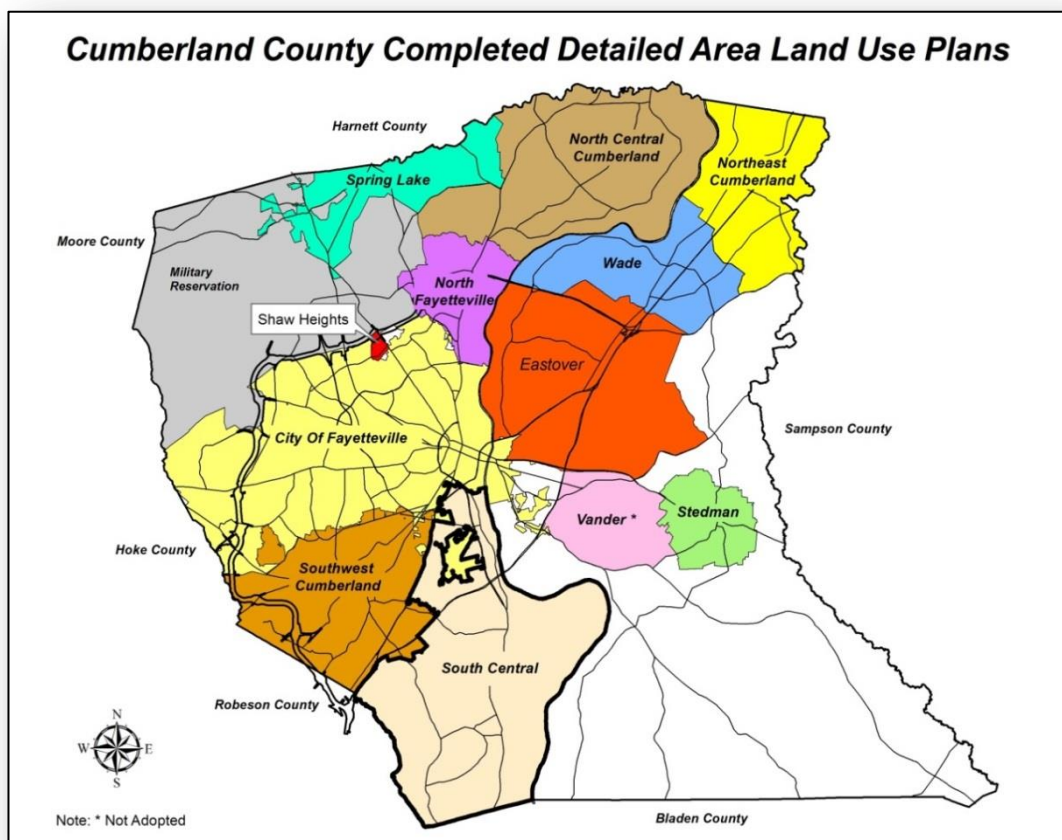 Cumberland County Completed Detailed Area Land Use Plans
Harnett County
North Central
Cumberland
Northeast
Cumberland
Spring Lake
Moore County
Military
Reservation
Wade
North
Fayetteville
Shaw Heights
Eastover
Sampson County
City Of Fayetteville
Vander *
Stedman
Hoke County
Southwest
Cumberland
South Central
Robeson County
N
W E
S
Note: * Not Adopted
Bladen County